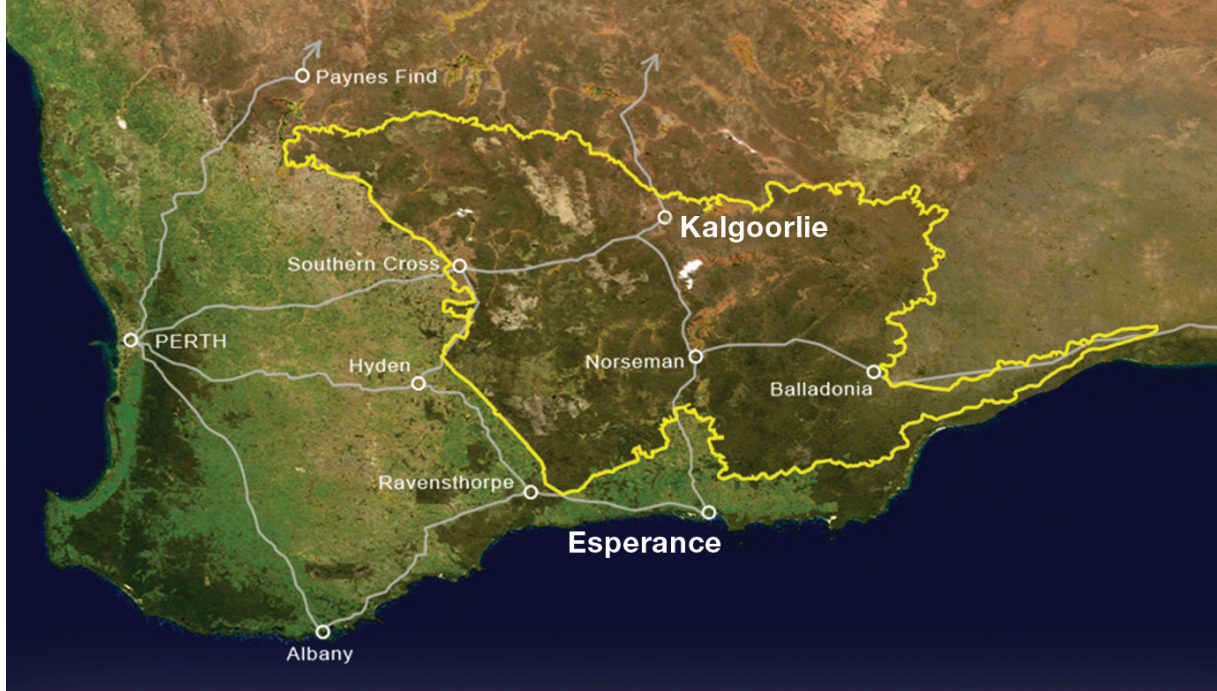 Paynes Find
Kalgoorlie
Southern Cross
PERTH
Hyden
Norseman
Balladonia
Ravensthorpe
Esperance
Albany